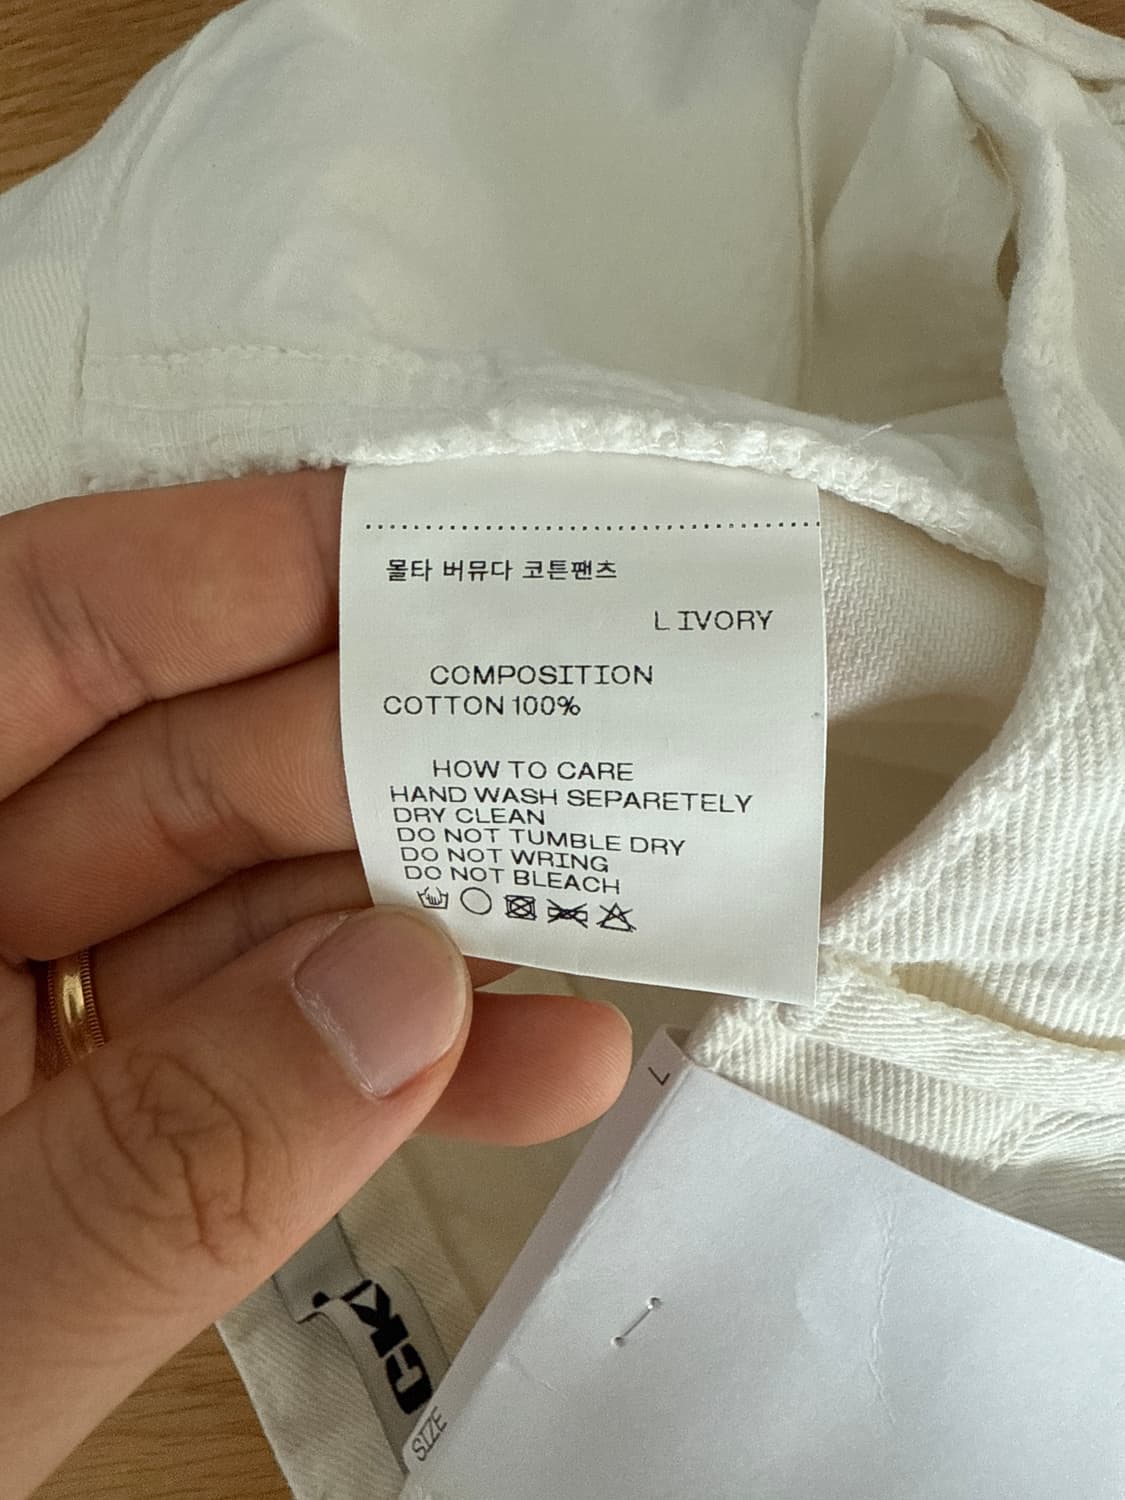 몰타 버뮤다 코튼팬츠
L IVORY
COMPOSITION
COTTON 100%
HOW TO CARE
HAND WASH SEPARETELY
DRY CLEAN
DO NOT TUMBLE DRY
DO NOT WRING
DO NOT BLEACH
L
CK
SIZE